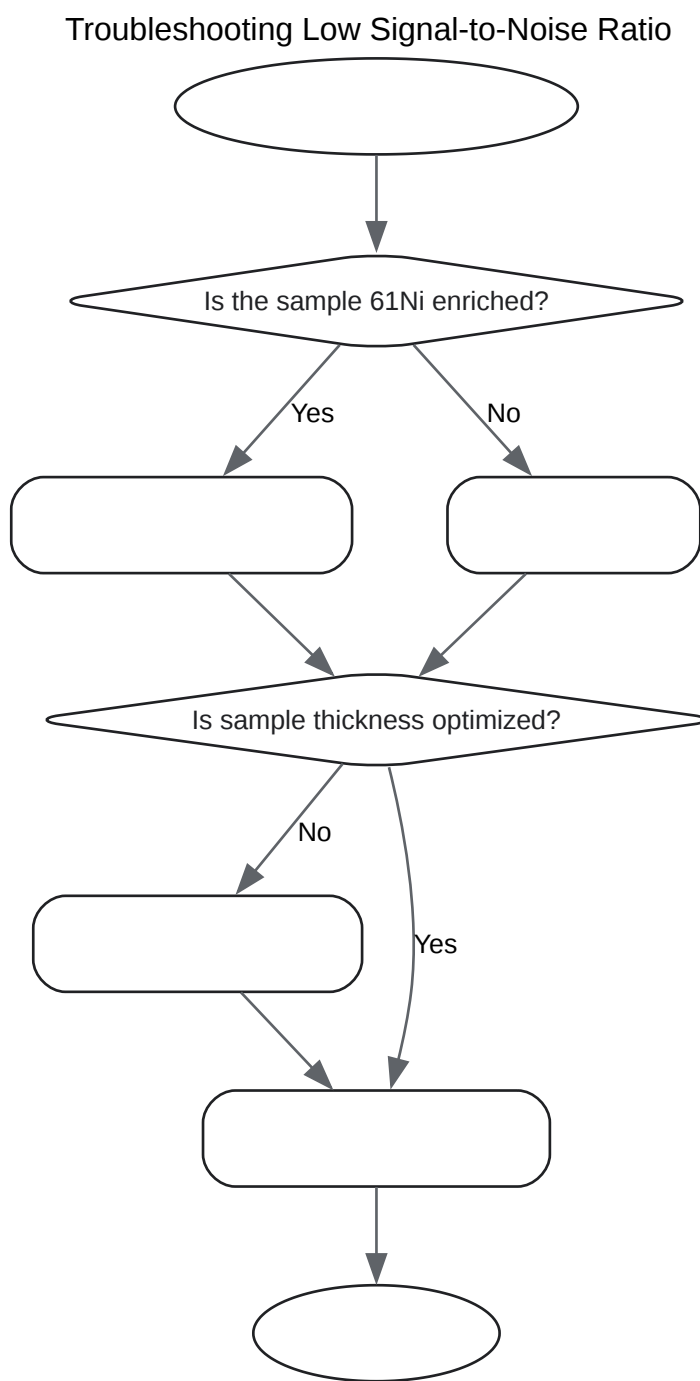 Troubleshooting Low Signal-to-Noise Ratio
Is the sample 61Ni enriched?
Yes
No
Is sample thickness optimized?
No
Yes